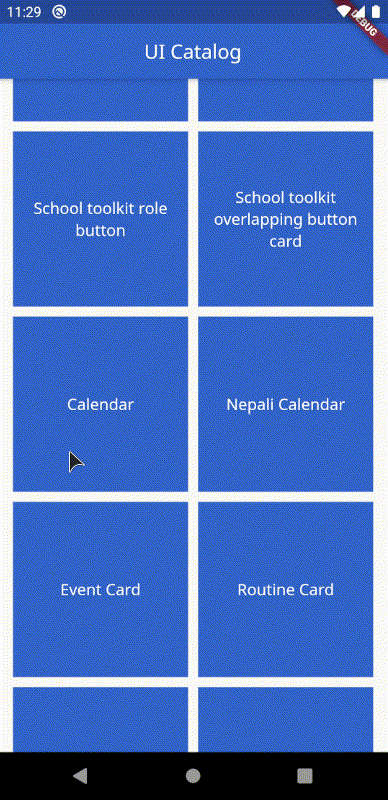 11:29
DEBUG
UI Catalog
School toolkit role
button
School toolkit
overlapping button
card
Calendar
Nepali Calendar
Event Card
Routine Card